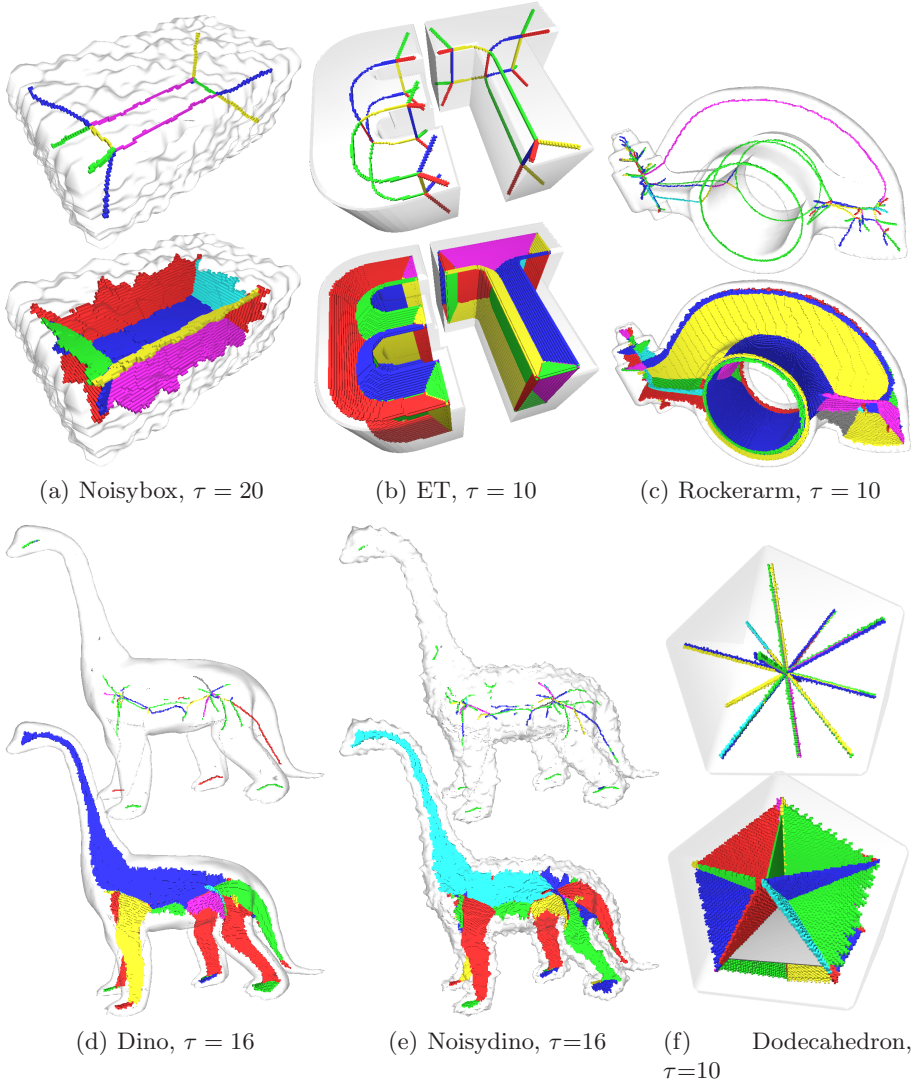 (a) Noisybox, τ = 20
(b) ET, τ = 10
(c) Rockerarm, τ = 10
(d) Dino, τ = 16
(e) Noisydino, τ=16
(f) Dodecahedron,
τ=10